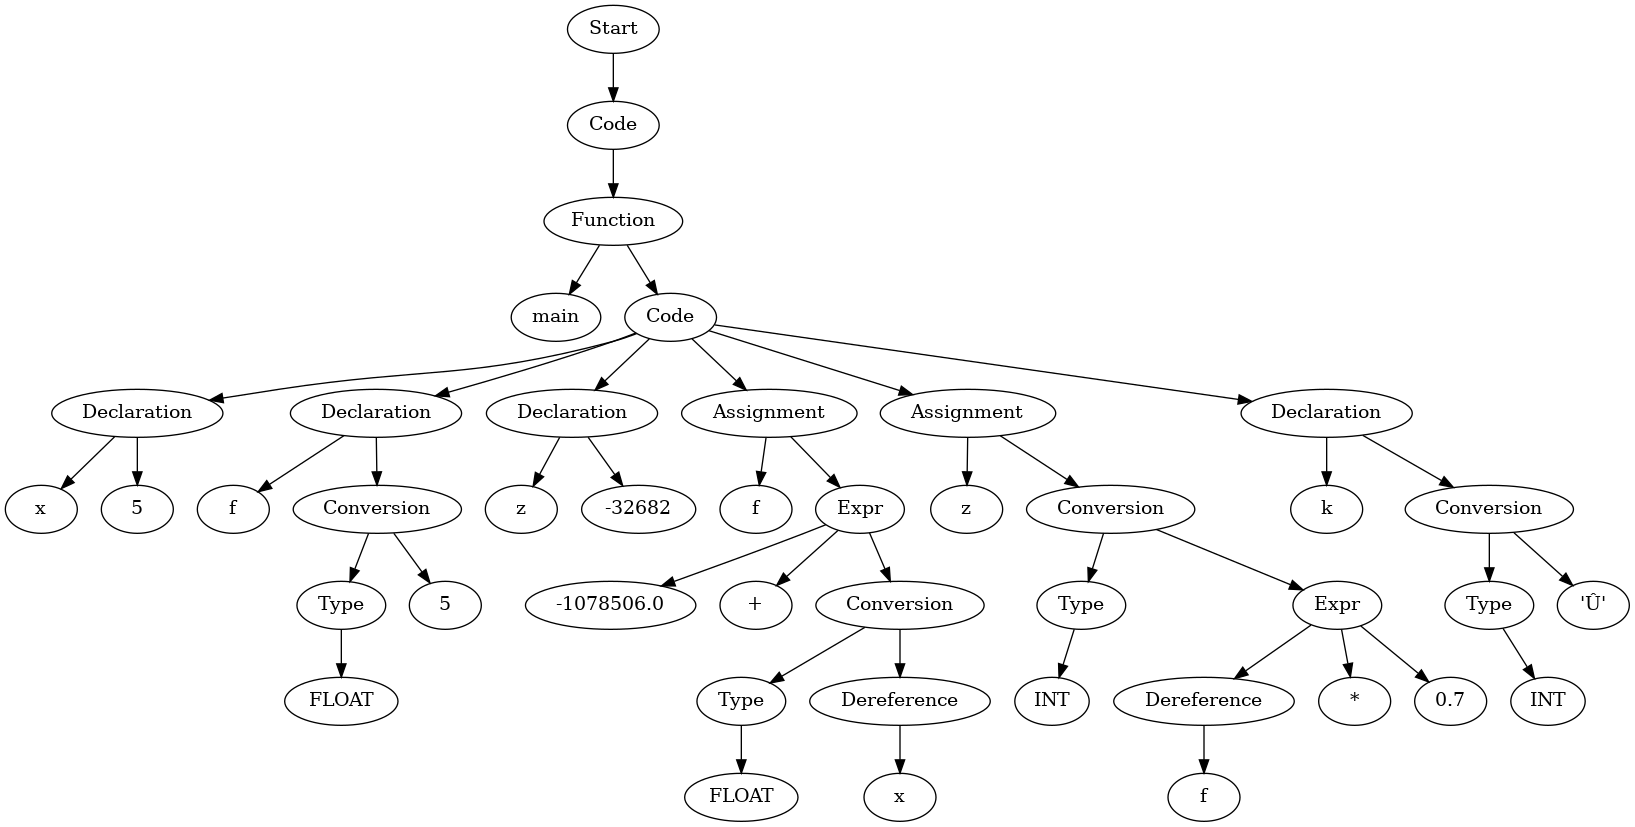 Start
Code
Function
main Code
Declaration Declaration Declaration Assignment Assignment Declaration
x 5 f Conversion z -32682 f Expr z Conversion k Conversion
Type 5 -1078506.0 + Conversion Type Expr Type 'Û'
FLOAT Type Dereference INT Dereference * 0.7 INT
FLOAT x f